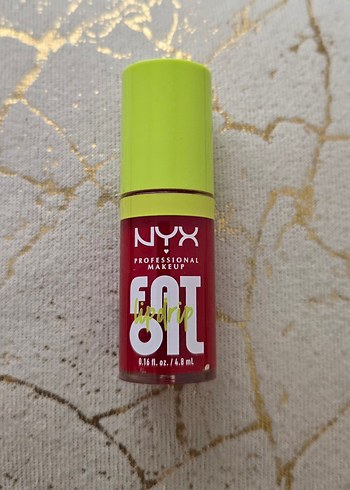 NYX
PROFESSIONAL
MAKEUP
FAT
lip drip
OIL
0.16 fl. oz. / 4.8 mL